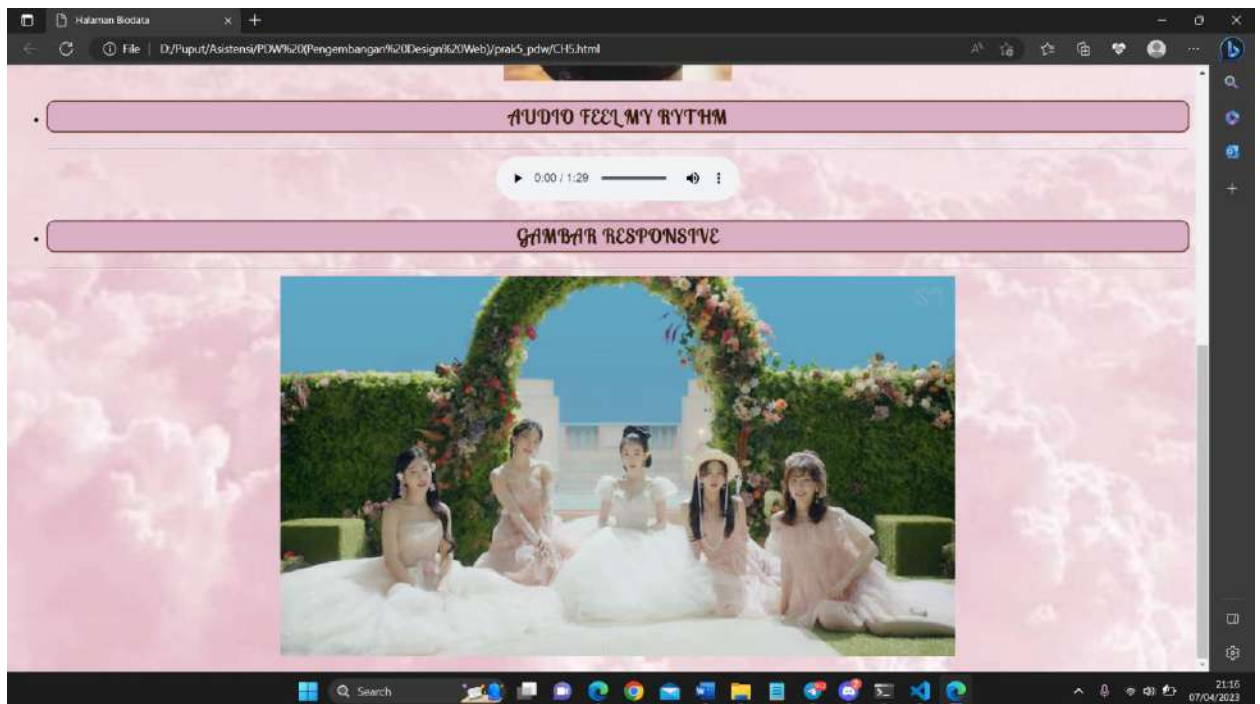 Halaman Biodata
File | D:/Puput/Asistensi/PDW%20(Pengembangan%20Design%20Web)/prak5_pdw/CH5.html
AUDIO FEEL MY RYTHM
0:00 / 1:29
GAMBAR RESPONSIVE
Search
21:16
07/04/2023